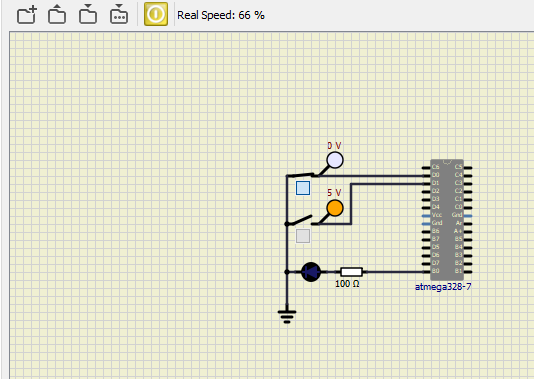 Real Speed: 66 %
0 V
5 V
100 Ω
C6 C5
D0 C4
D1 C3
D2 C2
D3 C1
D4 C0
Vcc Gnd
Gnd Ar
B6 A+
B7 B5
D5 B4
D6 B3
D7 B2
B0 B1
atmega328-7